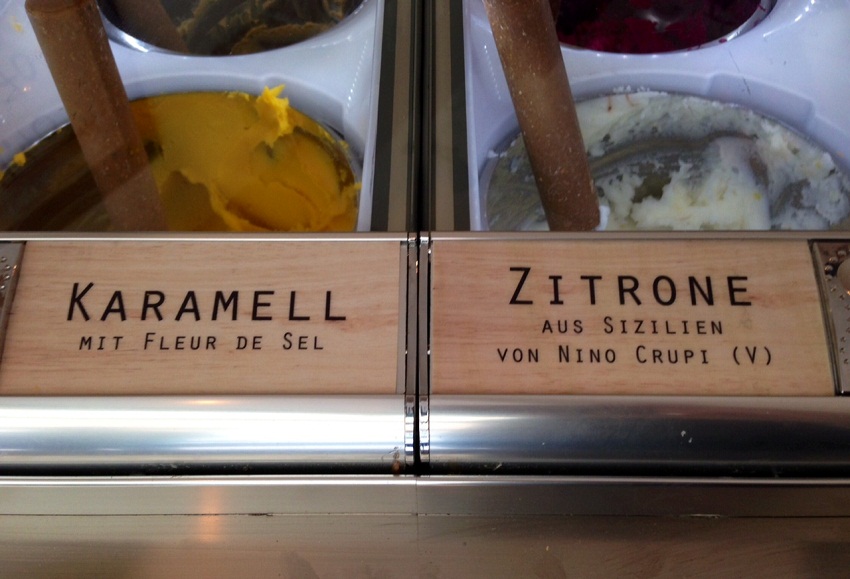 KARAMELL
MIT FLEUR DE SEL
ZITRONE
AUS SIZILIEN
VON NINO CRUPI (V)